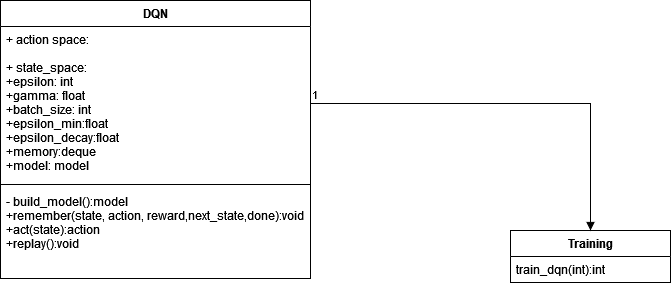 DQN
+ action space:
+ state_space:
+epsilon: int
+gamma: float
+batch_size: int
+epsilon_min:float
+epsilon_decay:float
+memory:deque
+model: model
- build_model():model
+remember(state, action, reward,next_state,done):void
+act(state):action
+replay():void
1
Training
train_dqn(int):int